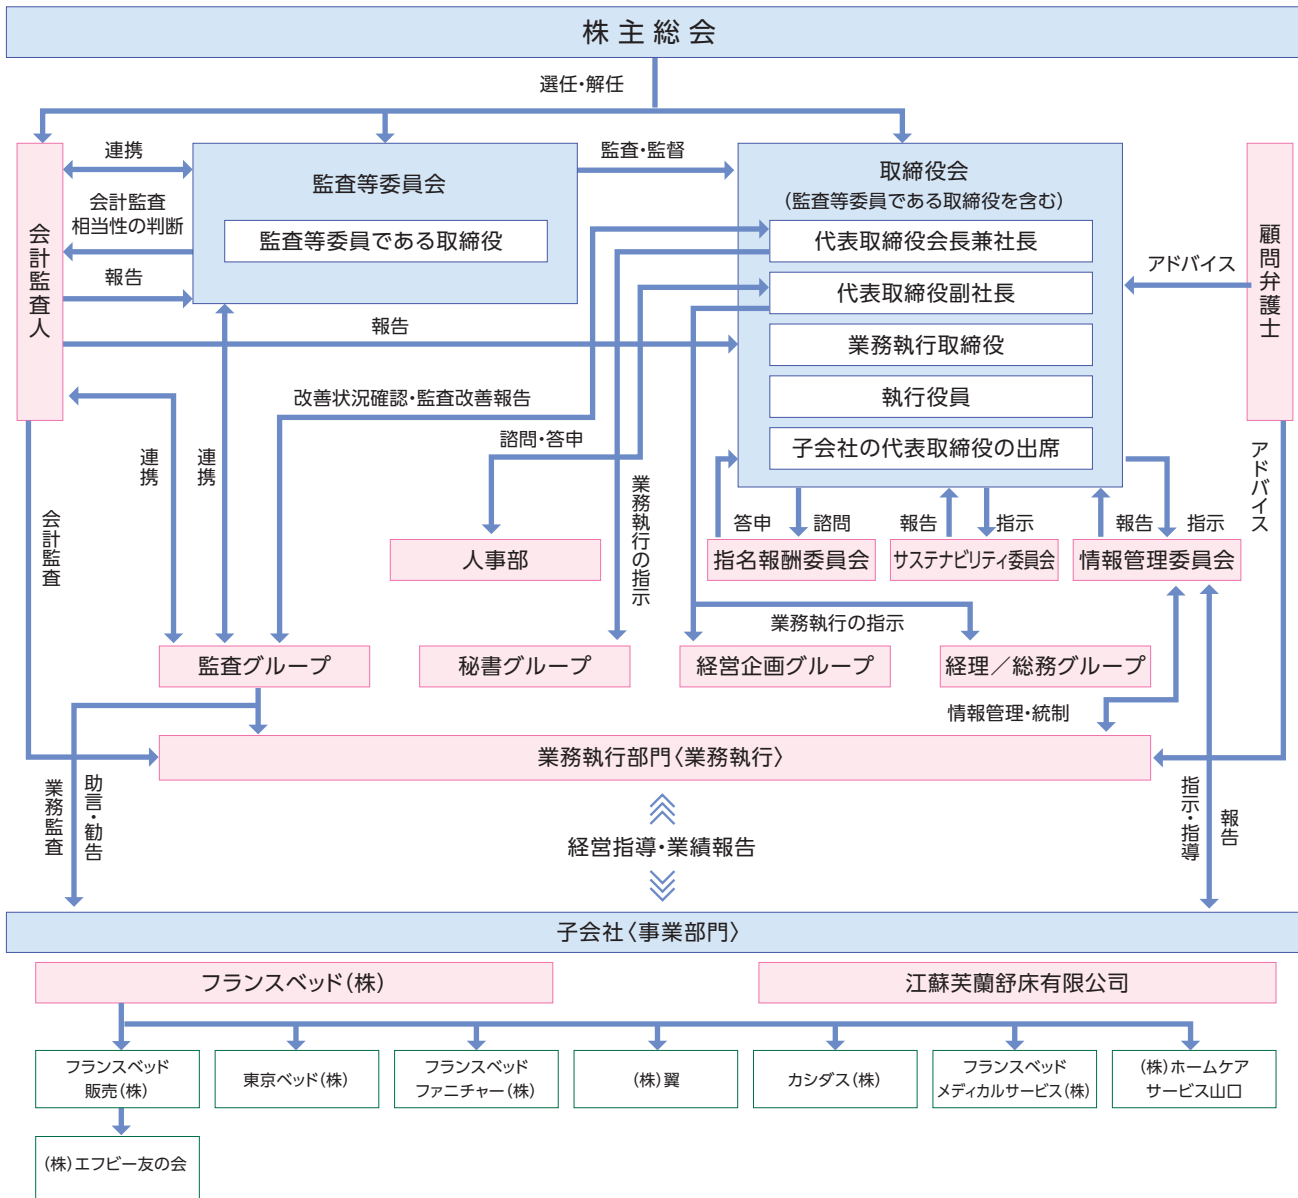 株主総会
選任・解任
連携
会計監査
相当性の判断
報告
会計監査人
監査等委員会
監査等委員である取締役
監査・監督
取締役会
(監査等委員である取締役を含む)
代表取締役会長兼社長
代表取締役副社長
業務執行取締役
執行役員
子会社の代表取締役の出席
アドバイス
顧問弁護士
報告
改善状況確認・監査改善報告
諮問・答申
連携
連携
会計監査
業務執行の指示
答申
諮問
報告
指示
報告
指示
アドバイス
人事部
指名報酬委員会
サステナビリティ委員会
情報管理委員会
業務執行の指示
監査グループ
秘書グループ
経営企画グループ
経理／総務グループ
情報管理・統制
業務執行部門〈業務執行〉
業務監査
助言・勧告
経営指導・業績報告
指示・指導
報告
子会社〈事業部門〉
フランスベッド(株)
江蘇芙蘭舒床有限公司
フランスベッド
販売(株)
東京ベッド(株)
フランスベッド
ファニチャー(株)
(株)翼
カシダス(株)
フランスベッド
メディカルサービス(株)
(株)ホームケア
サービス山口
(株)エフビー友の会